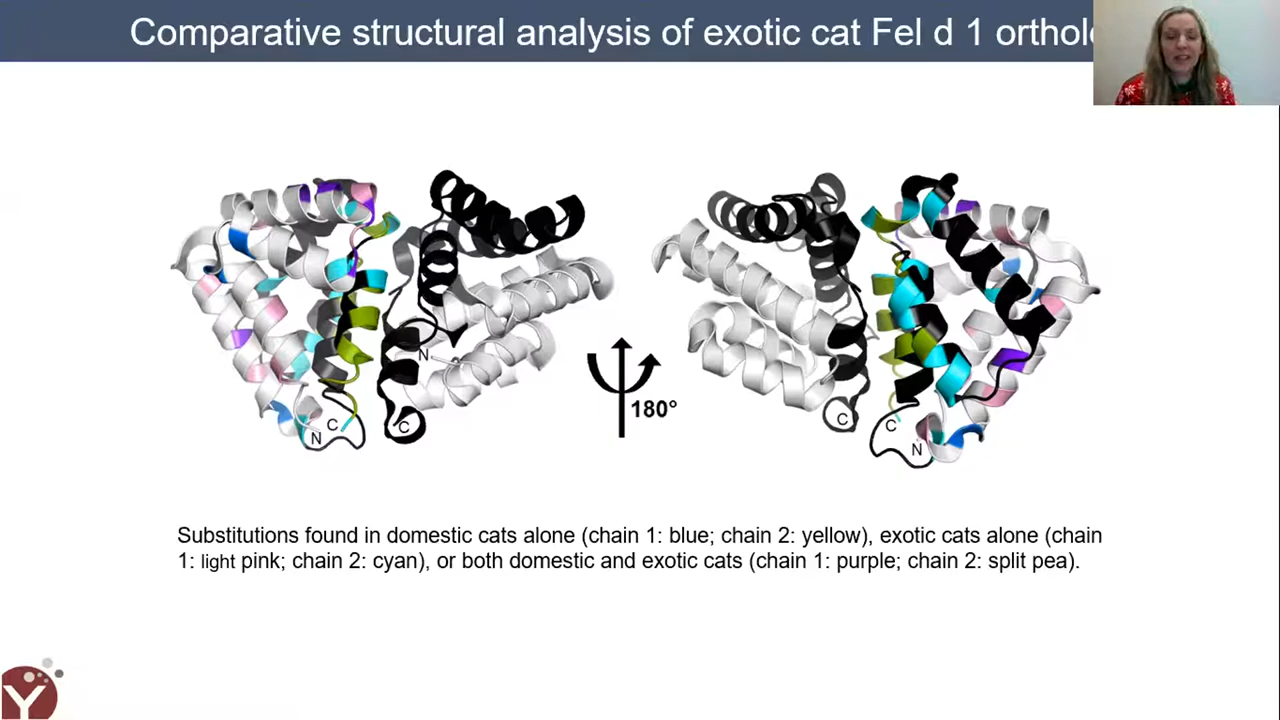 Comparative structural analysis of exotic cat Fel d 1 orthol
N
C
C
N
180°
C
C
N
Substitutions found in domestic cats alone (chain 1: blue; chain 2: yellow), exotic cats alone (chain
1: light pink; chain 2: cyan), or both domestic and exotic cats (chain 1: purple; chain 2: split pea).
Y